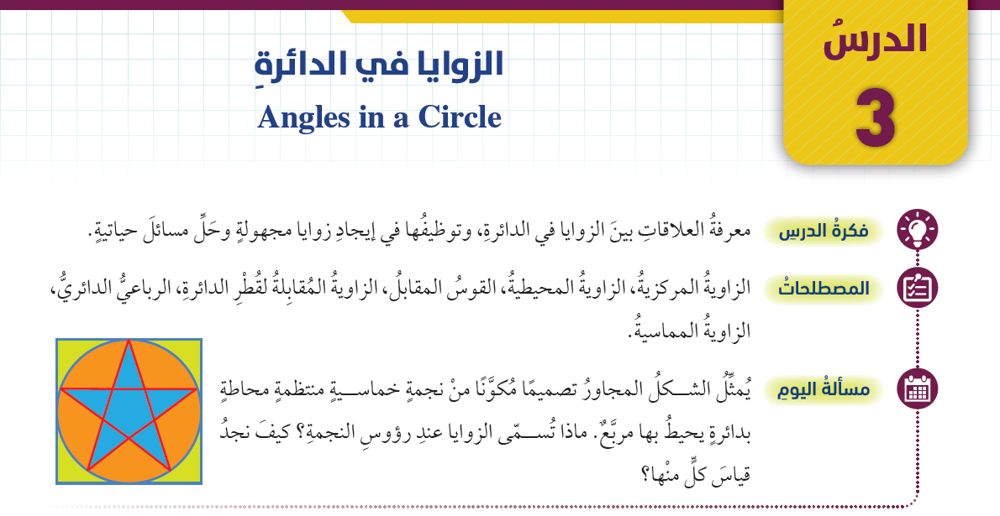 الدرسُ
3
الزوايا في الدائرةِ
Angles in a Circle
فكرةُ الدرسِ
معرفةُ العلاقاتِ بينَ الزوايا في الدائرةِ، وتوظيفُها في إيجادِ زوايا مجهولةٍ وحَلِّ مسائلَ حياتيةٍ.
المصطلحاتُ
الزاويةُ المركزيةُ، الزاويةُ المحيطيةُ، القوسُ المقابلُ، الزاويةُ المُقابِلةُ لقُطْرِ الدائرةِ، الرباعيُّ الدائريُّ،
الزاويةُ المماسيةُ.
مسألةُ اليومِ
يُمثِّلُ الشـكلُ المجاورُ تصميمًا مُكوَّنًا منْ نجمةٍ خماسـيةٍ منتظمةٍ محاطةٍ
بدائرةٍ يحيطُ بها مربَّعٌ. ماذا تُسـمّى الزوايا عندِ رؤوسِ النجمةِ؟ كيفَ نجدُ
قياسَ كلٍّ منْها؟